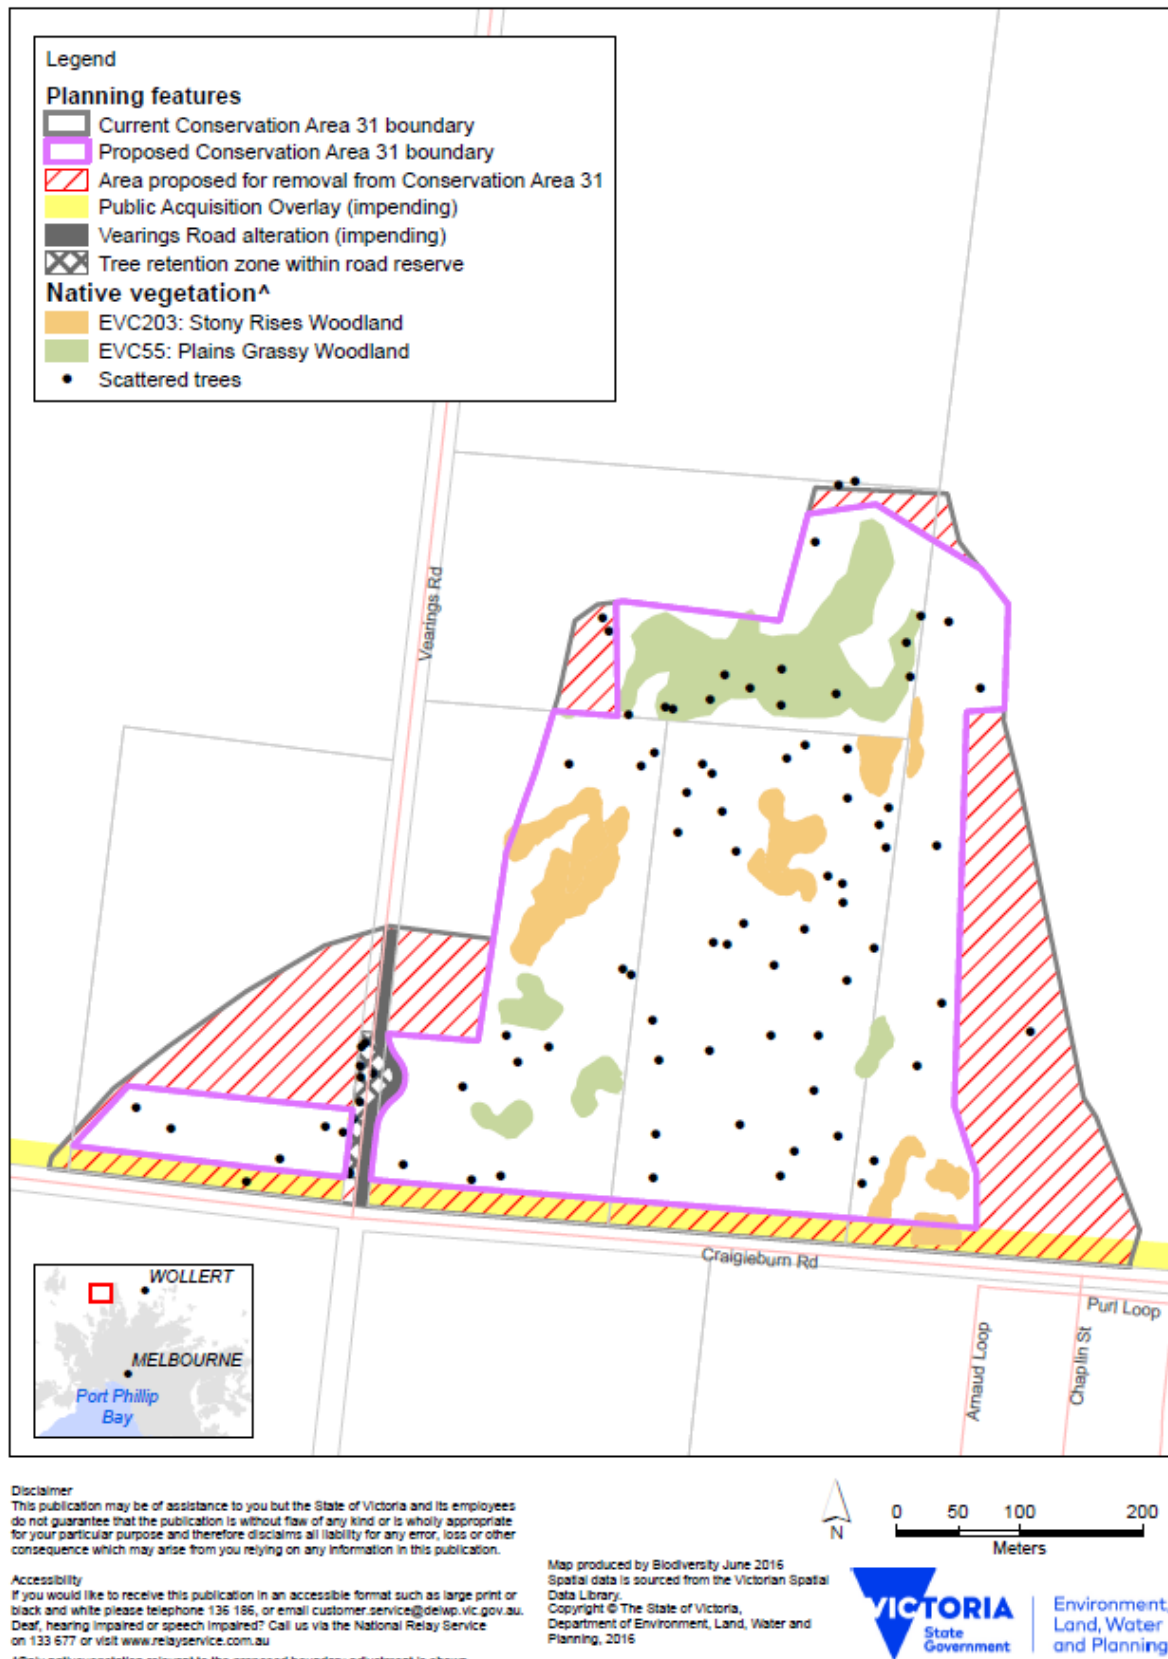 Legend
Planning features
Current Conservation Area 31 boundary
Proposed Conservation Area 31 boundary
Area proposed for removal from Conservation Area 31
Public Acquisition Overlay (impending)
Vearings Road alteration (impending)
Tree retention zone within road reserve
Native vegetation^
EVC203: Stony Rises Woodland
EVC55: Plains Grassy Woodland
Scattered trees
Vearings Rd
Craigieburn Rd
Purl Loop
Arnaud Loop
Chaplin St
WOLLERT
MELBOURNE
Port Phillip
Bay
Disclaimer
This publication may be of assistance to you but the State of Victoria and its employees
do not guarantee that the publication is without flaw of any kind or is wholly appropriate
for your particular purpose and therefore disclaims all liability for any error, loss or other
consequence which may arise from you relying on any information in this publication.
Accessibility
If you would like to receive this publication in an accessible format such as large print or
black and white please telephone 136 186, or email customer.service@delwp.vic.gov.au.
Deaf, hearing impaired or speech impaired? Call us via the National Relay Service
on 133 677 or visit www.relayservice.com.au
Map produced by Biodiversity June 2016
Spatial data is sourced from the Victorian Spatial
Data Library.
Copyright © The State of Victoria,
Department of Environment, Land, Water and
Planning, 2016
N
0 50 100 200
Meters
VICTORIA
State
Government
Environment,
Land, Water
and Planning